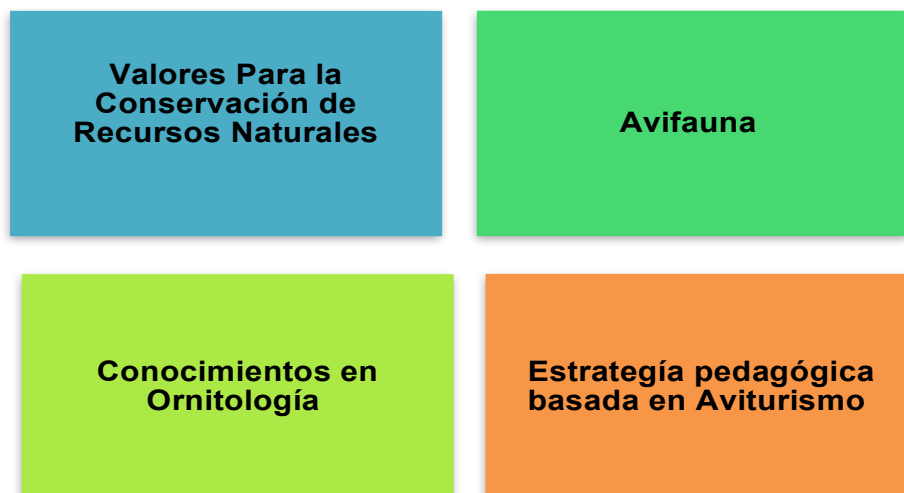 Valores Para la
Conservación de
Recursos Naturales
Avifauna
Conocimientos en
Ornitología
Estrategía pedagógica
basada en Aviturismo